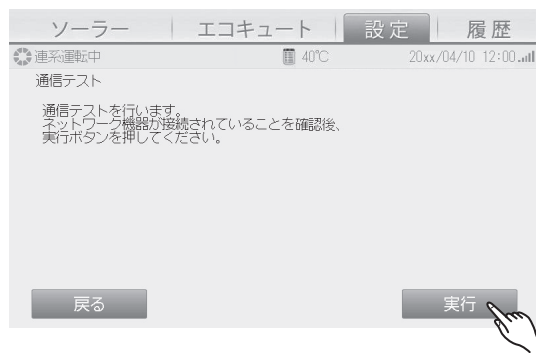 ソーラー エコキュート 設定 履歴
連系運転中 40℃ 20xx/04/10 12:00
通信テスト
通信テストを行います。
ネットワーク機器が接続されていることを確認後、
実行ボタンを押してください。
戻る 実行